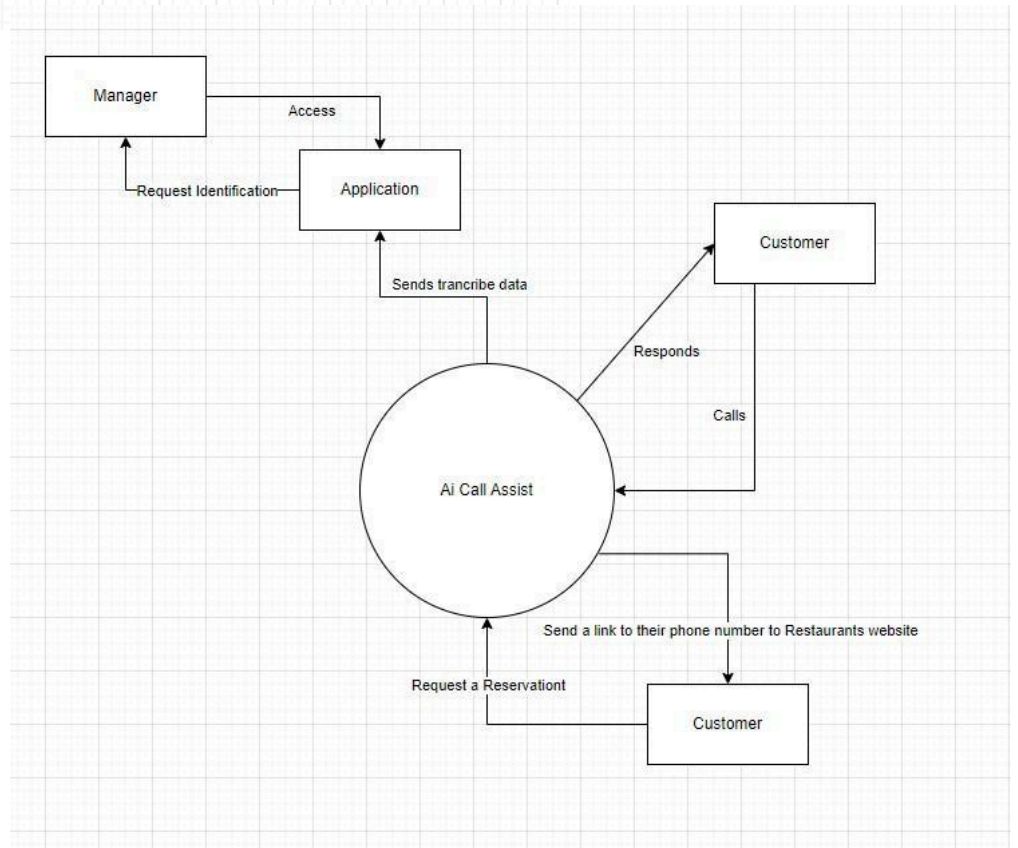 Manager
Access
Request Identification
Application
Customer
Sends trancribe data
Responds
Calls
Ai Call Assist
Send a link to their phone number to Restaurants website
Request a Reservationt
Customer